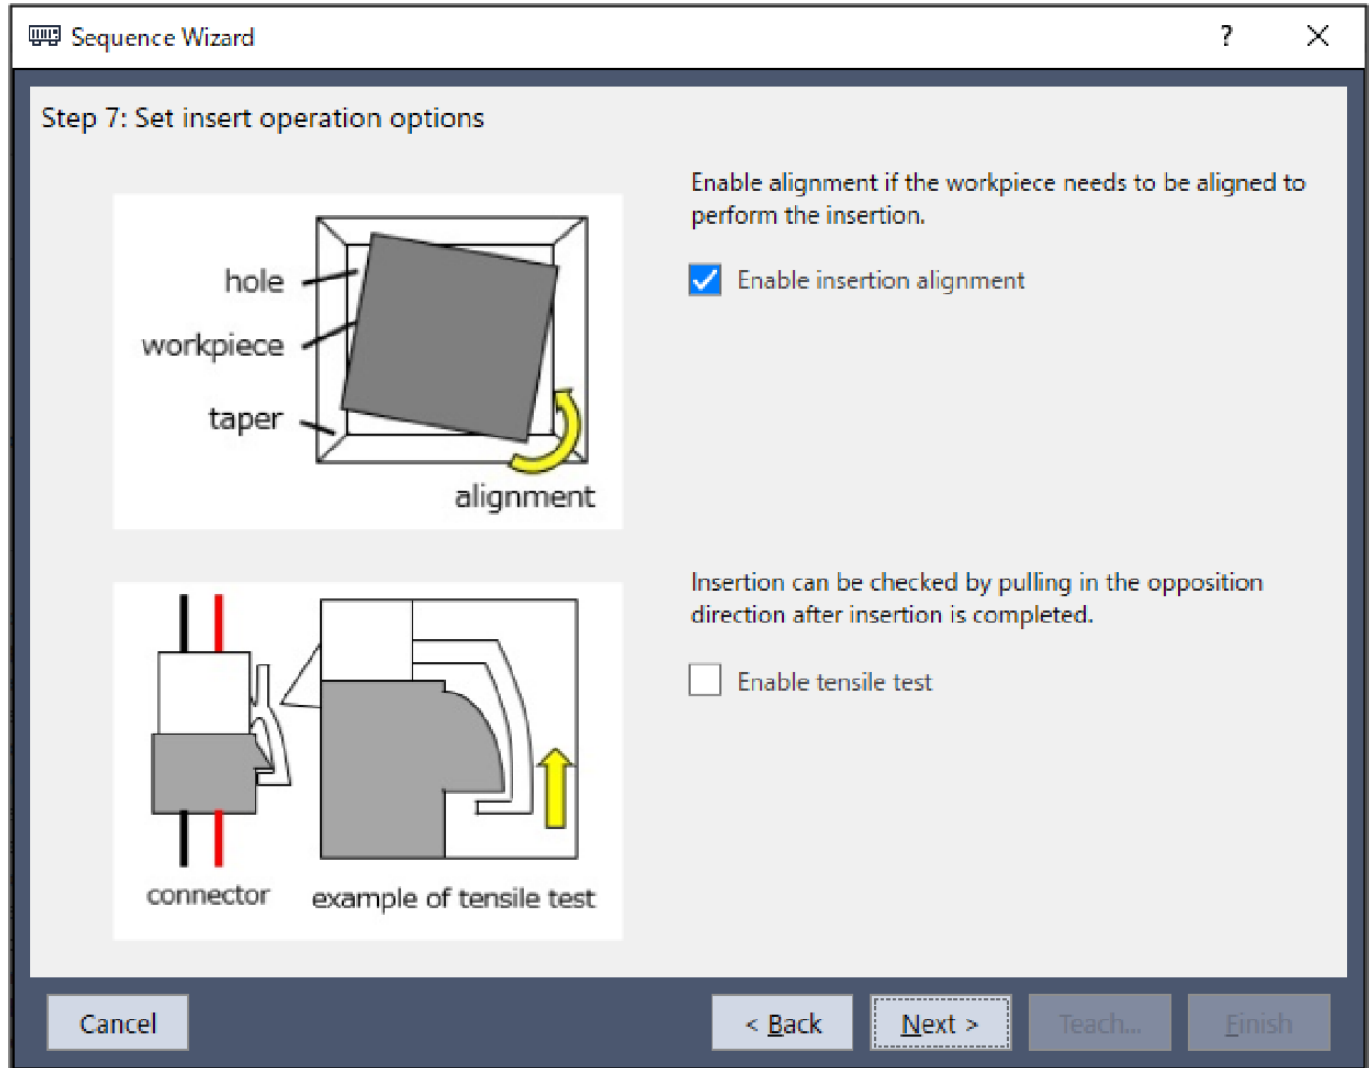 Sequence Wizard
?
Step 7: Set insert operation options
hole
workpiece
taper
alignment
Enable alignment if the workpiece needs to be aligned to
perform the insertion.
Enable insertion alignment
connector
example of tensile test
Insertion can be checked by pulling in the opposition
direction after insertion is completed.
Enable tensile test
Cancel
< Back
Next >
Teach...
Finish